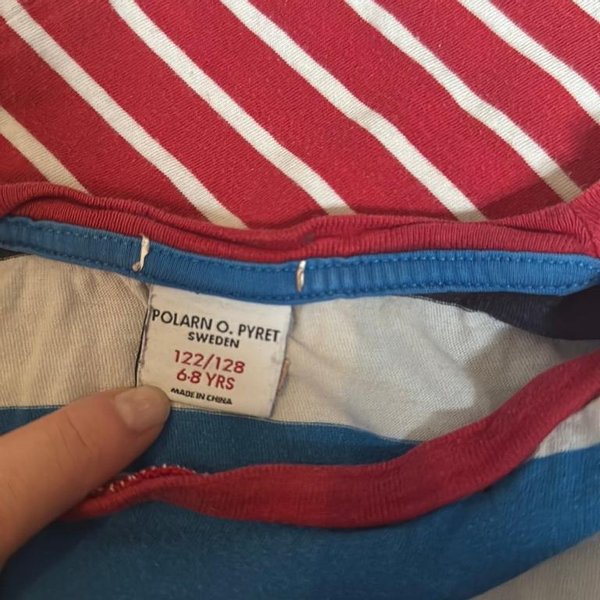 POLARN O. PYRET
SWEDEN
122/128
6-8 YRS
MADE IN CHINA